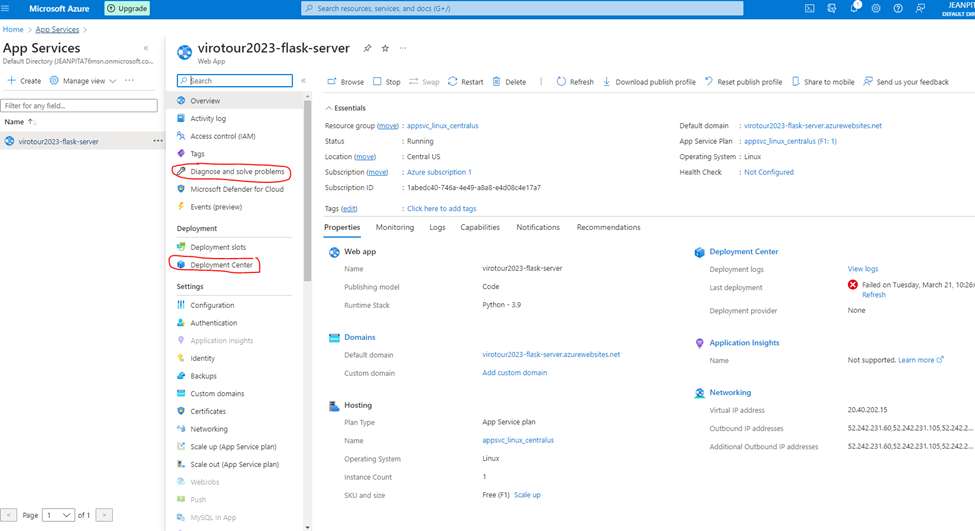 Microsoft Azure
Upgrade
Search resources, services, and docs (G+/)
1
JEANPITA
DEFAULT DIRE
Home > App Services >
App Services
Default Directory (JEANPITA76msn.onmicrosoft.co...
Create
Manage view
Filter for any field...
Name
virotour2023-flask-server
Page 1 of 1
virotour2023-flask-server
Web App
Search
Overview
Activity log
Access control (IAM)
Tags
Diagnose and solve problems
Microsoft Defender for Cloud
Events (preview)
Deployment
Deployment slots
Deployment Center
Settings
Configuration
Authentication
Application Insights
Identity
Backups
Custom domains
Certificates
Networking
Scale up (App Service plan)
Scale out (App Service plan)
WebJobs
Push
MySQL In App
Browse Stop Swap Restart Delete Refresh Download publish profile Reset publish profile Share to mobile Send us your feedback
Essentials
Resource group (move) : appsvc_linux_centralus
Status : Running
Location (move) : Central US
Subscription (move) : Azure subscription 1
Subscription ID : 1abedc40-746a-4e49-a8a8-e4d08c4e17a7
Default domain : virotour2023-flask-server.azurewebsites.net
App Service Plan : appsvc_linux_centralus (F1: 1)
Operating System : Linux
Health Check : Not Configured
Tags (edit) : Click here to add tags
Properties Monitoring Logs Capabilities Notifications Recommendations
Web app
Name virotour2023-flask-server
Publishing model Code
Runtime Stack Python - 3.9
Domains
Default domain virotour2023-flask-server.azurewebsites.net
Custom domain Add custom domain
Hosting
Plan Type App Service plan
Name appsvc_linux_centralus
Operating System Linux
Instance Count 1
SKU and size Free (F1) Scale up
Deployment Center
Deployment logs View logs
Last deployment Failed on Tuesday, March 21, 10:26:
Refresh
Deployment provider None
Application Insights
Name Not supported. Learn more
Networking
Virtual IP address 20.40.202.15
Outbound IP addresses 52.242.231.60,52.242.231.105,52.242.2...
Additional Outbound IP addresses 52.242.231.60,52.242.231.105,52.242.2...